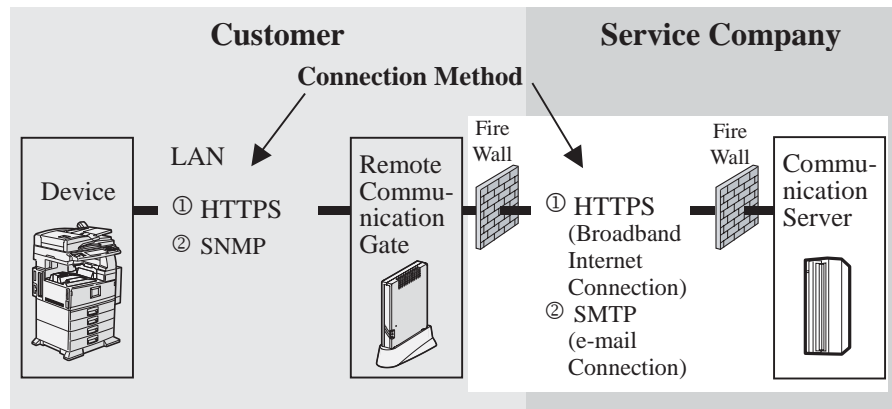 Customer
Service Company
Connection Method
Device
LAN
① HTTPS
② SNMP
Remote
Commu-
nication
Gate
Fire
Wall
① HTTPS
(Broadband
Internet
Connection)
② SMTP
(e-mail
Connection)
Fire
Wall
Commu-
nication
Server